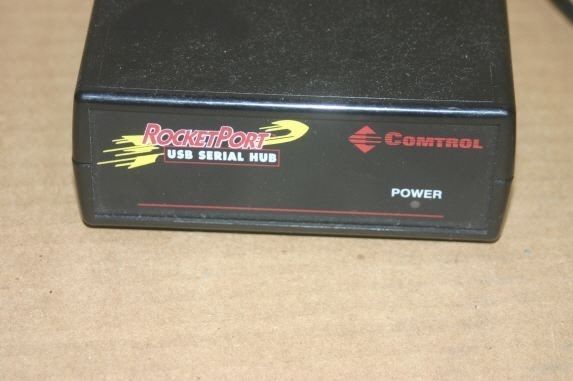 ROCKETPORT
USB SERIAL HUB
COMTROL
POWER